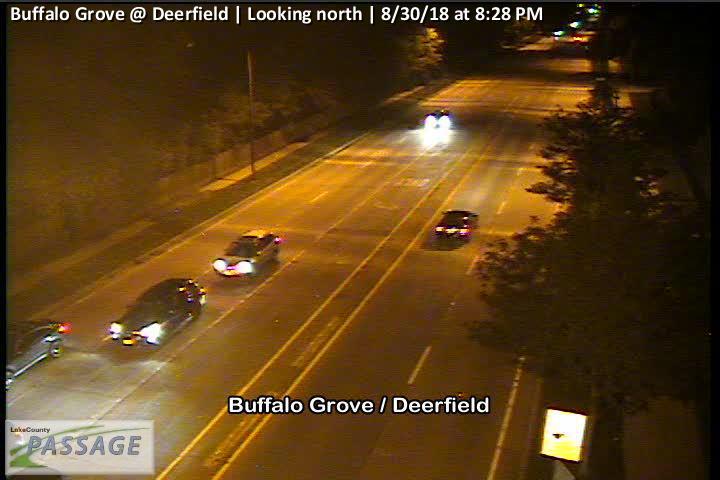 Buffalo Grove @ Deerfield | Looking north | 8/30/18 at 8:28 PM
Buffalo Grove / Deerfield
LakeCounty
PASSAGE